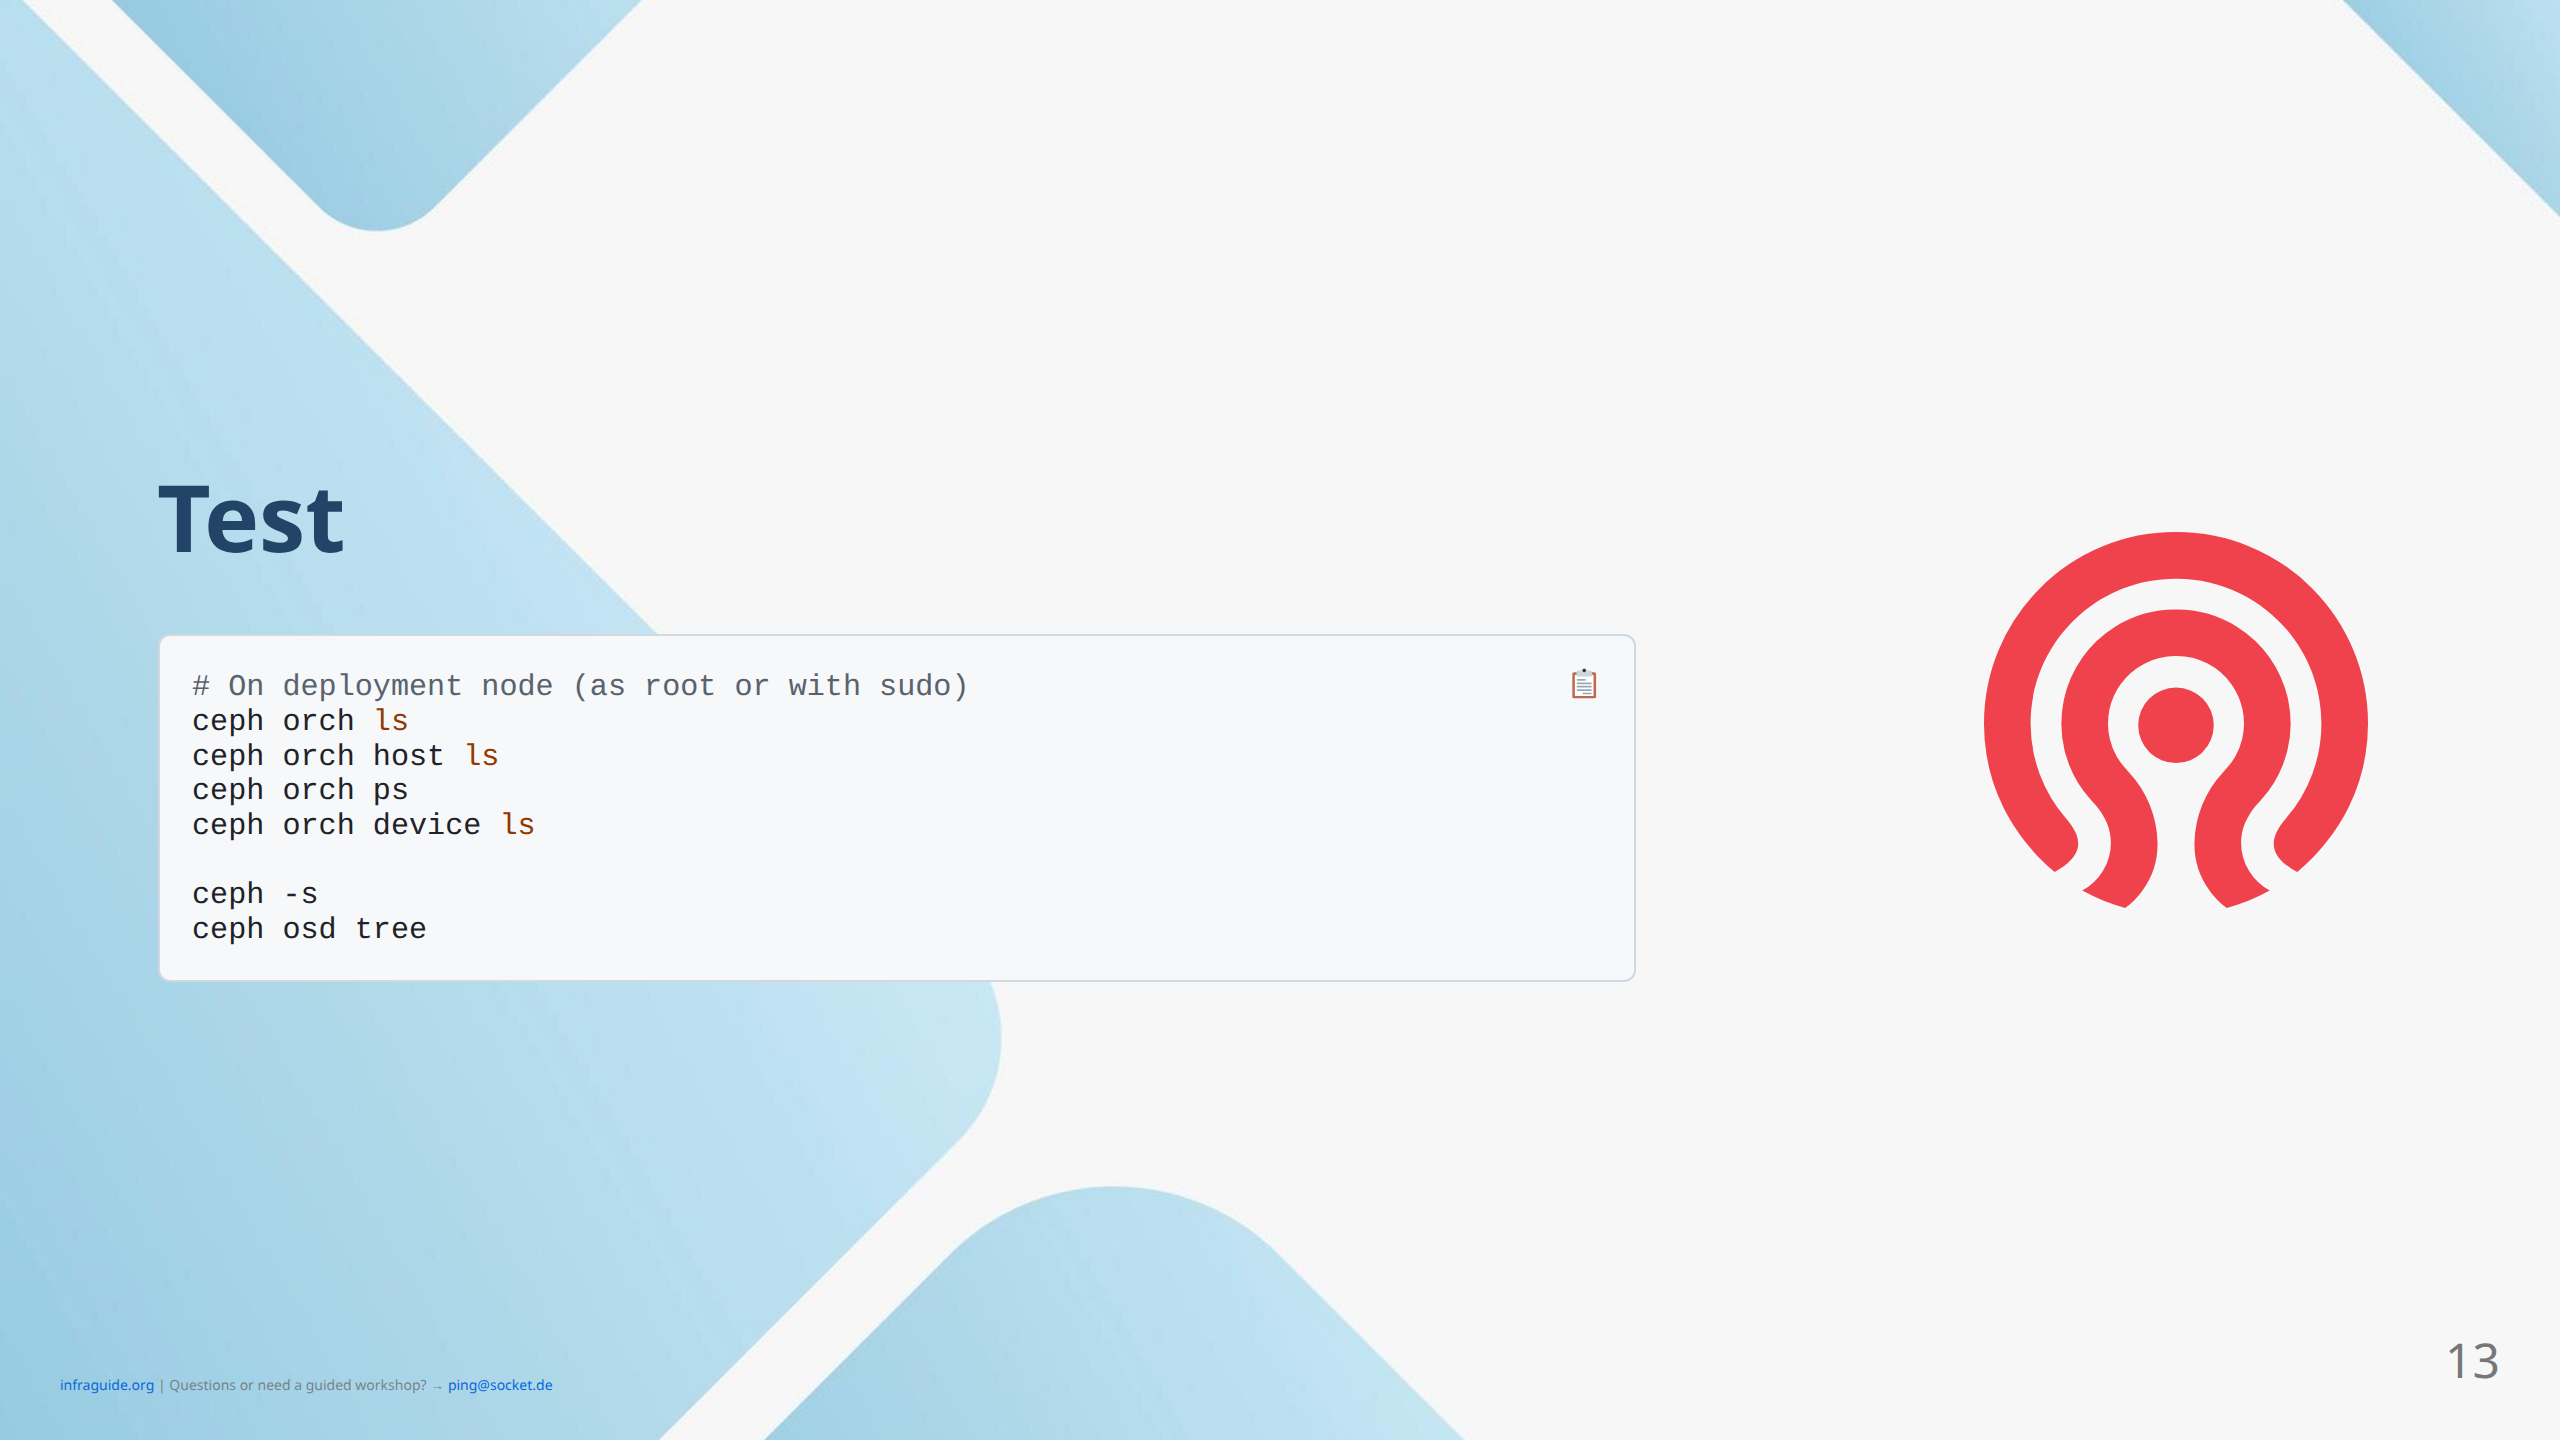 Test
# On deployment node (as root or with sudo)
ceph orch ls
ceph orch host ls
ceph orch ps
ceph orch device ls
ceph -s
ceph osd tree
infraguide.org | Questions or need a guided workshop? → ping@socket.de
13